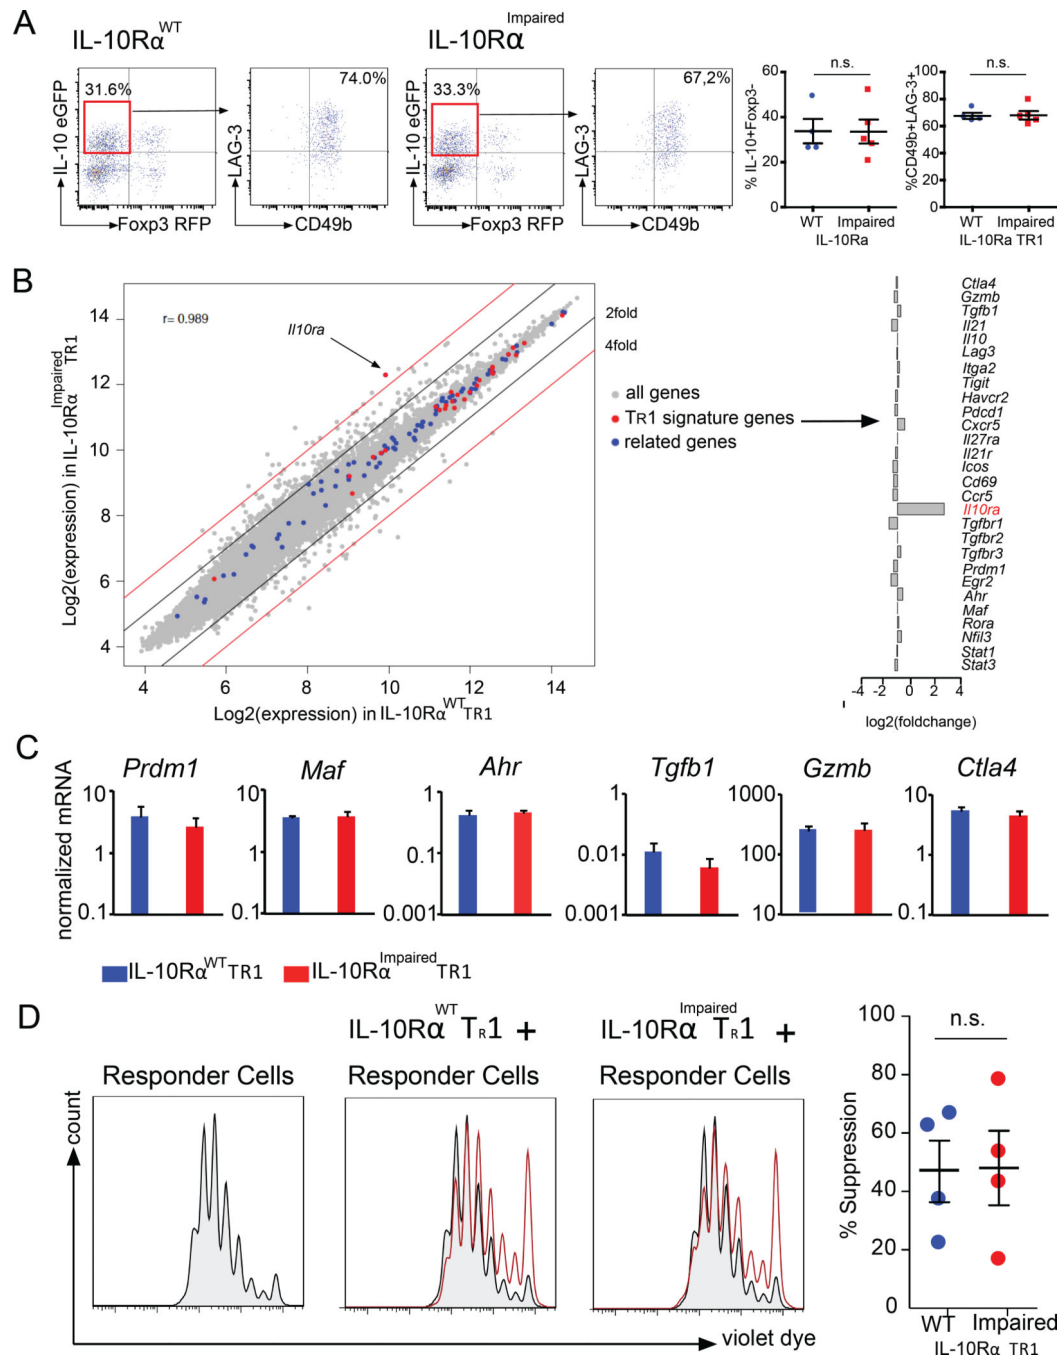 A
IL-10Rα WT
IL-10Rα Impaired
31.6%
74.0%
33.3%
67,2%
IL-10 eGFP
Foxp3 RFP
LAG-3
CD49b
IL-10 eGFP
Foxp3 RFP
LAG-3
CD49b
n.s.
60
40
20
0
% IL-10+Foxp3-
WT Impaired
IL-10Ra
n.s.
100
80
60
40
20
0
%CD49b+LAG-3+
WT Impaired
IL-10Ra TR1
B
r= 0.989
Il10ra
2fold
4fold
14
12
10
8
6
4
Log2(expression) in IL-10Rα Impaired TR1
4 6 8 10 12 14
Log2(expression) in IL-10Rα WT TR1
all genes
TR1 signature genes
related genes
Ctla4
Gzmb
Tgfb1
Il21
Il10
Lag3
Itga2
Tigit
Havcr2
Pdcd1
Cxcr5
Il27ra
Il21r
Icos
Cd69
Ccr5
Il10ra
Tgfbr1
Tgfbr2
Tgfbr3
Prdm1
Egr2
Ahr
Maf
Rora
Nfil3
Stat1
Stat3
-4 -2 0 2 4
log2(foldchange)
C
normalized mRNA
Prdm1
10
1
0.1
Maf
10
1
0.1
Ahr
1
0.1
0.001
Tgfb1
1
0.01
0.001
Gzmb
1000
100
10
Ctla4
10
1
0.1
IL-10Rα WT TR1
IL-10Rα Impaired TR1
D
Responder Cells
IL-10Rα WT TR1 +
Responder Cells
IL-10Rα Impaired TR1 +
Responder Cells
count
violet dye
n.s.
100
80
60
40
20
0
% Suppression
WT Impaired
IL-10Rα TR1